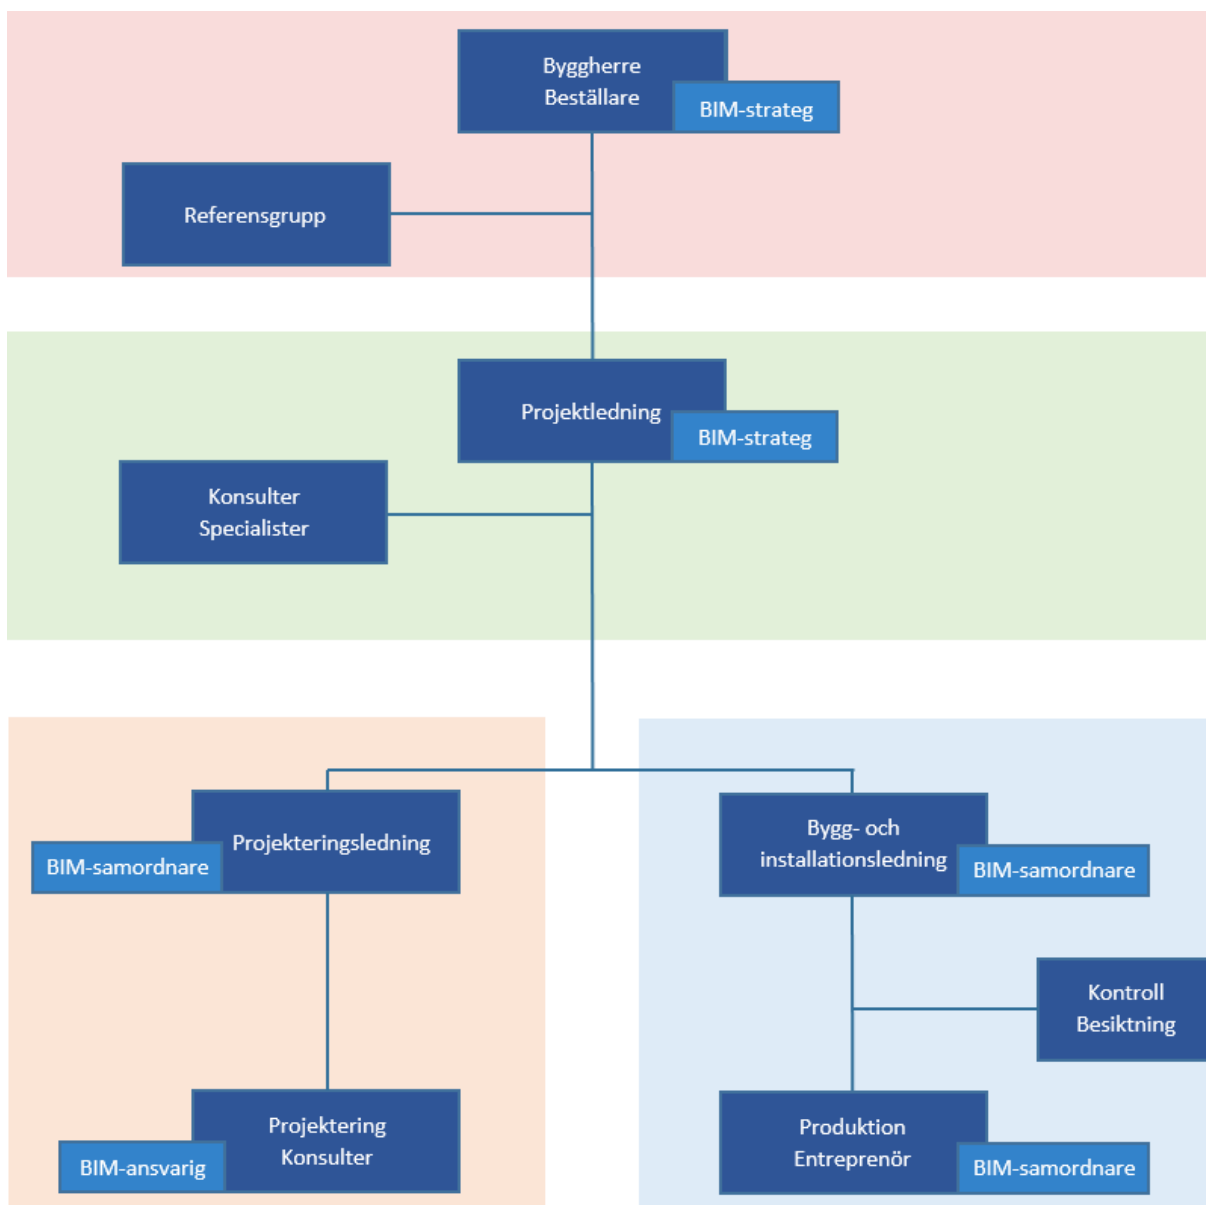 Byggherre
Beställare
BIM-strateg
Referensgrupp
Projektledning
BIM-strateg
Konsulter
Specialister
Projekteringsledning
BIM-samordnare
Bygg- och
installationsledning
BIM-samordnare
Kontroll
Besiktning
Projektering
Konsulter
BIM-ansvarig
Produktion
Entreprenör
BIM-samordnare